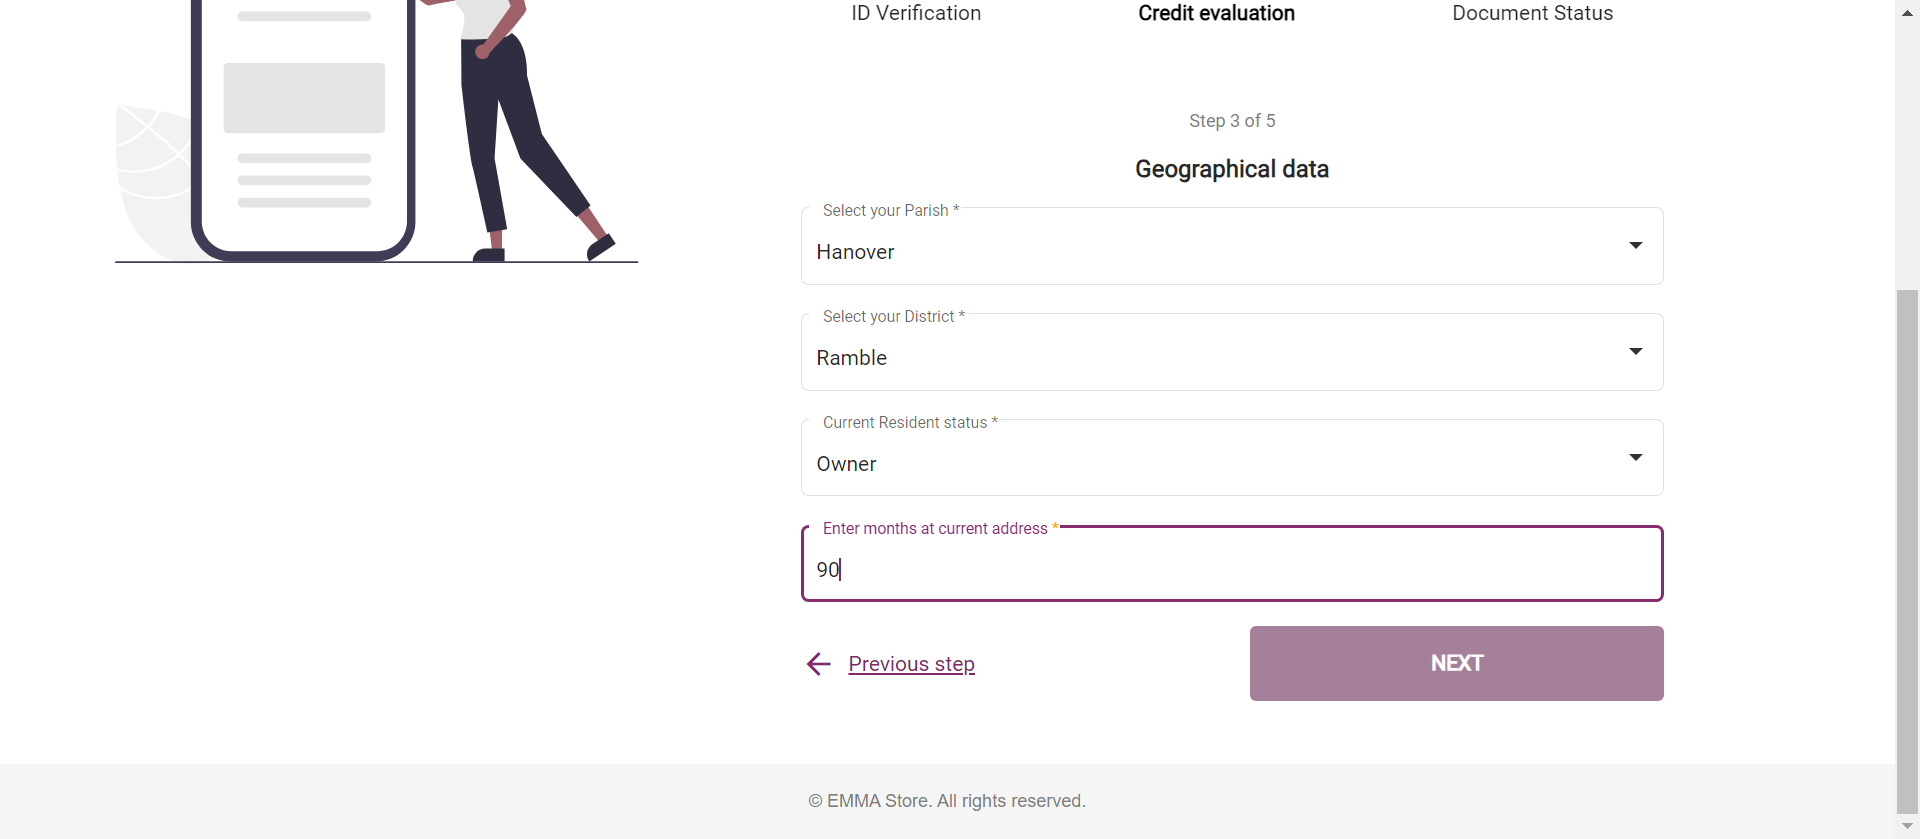 ID Verification
Credit evaluation
Document Status
Step 3 of 5
Geographical data
Select your Parish *
Hanover
Select your District *
Ramble
Current Resident status *
Owner
Enter months at current address *
90
Previous step
NEXT
© EMMA Store. All rights reserved.